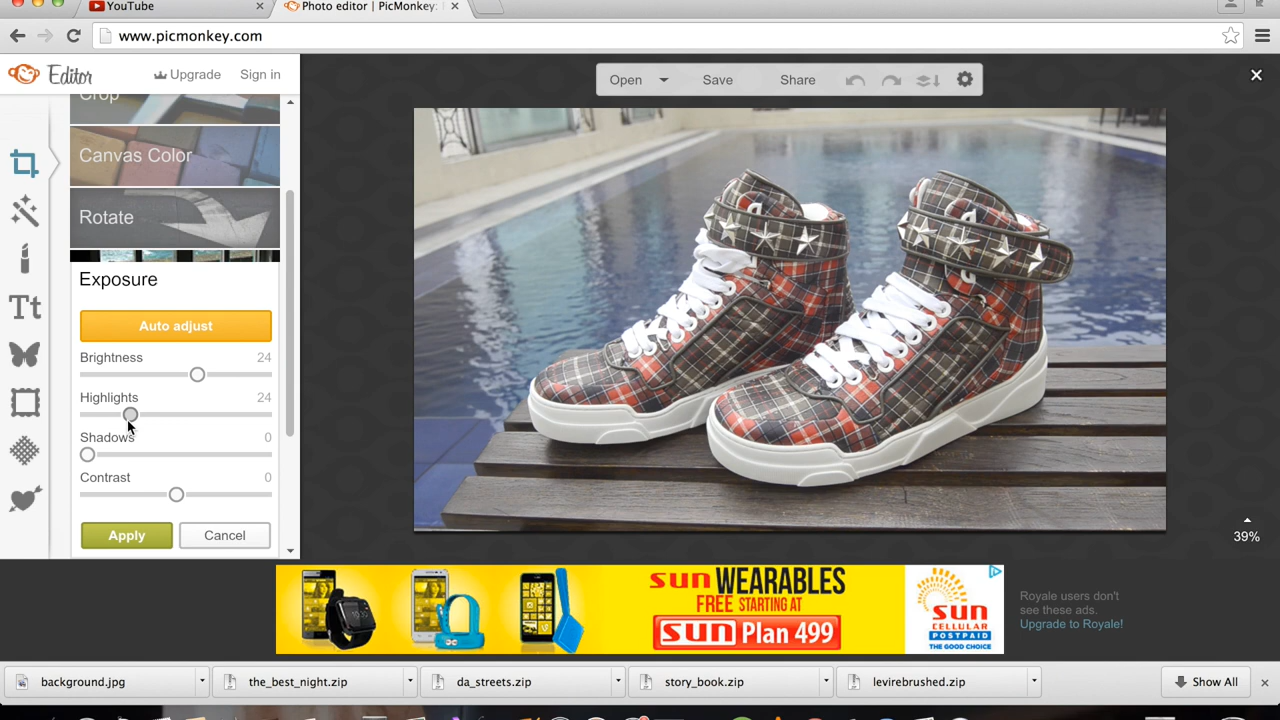 YouTube
Photo editor | PicMonkey:
www.picmonkey.com
Editor
Upgrade
Sign in
Open
Save
Share
Crop
Canvas Color
Rotate
Exposure
Auto adjust
Brightness 24
Highlights 24
Shadows 0
Contrast 0
Apply
Cancel
Tt
39%
sun WEARABLES
FREE STARTING AT
sun Plan 499
sun
CELLULAR
POSTPAID
THE GOOD CHOICE
Royale users don't
see these ads.
Upgrade to Royale!
background.jpg
the_best_night.zip
da_streets.zip
story_book.zip
levirebrushed.zip
Show All